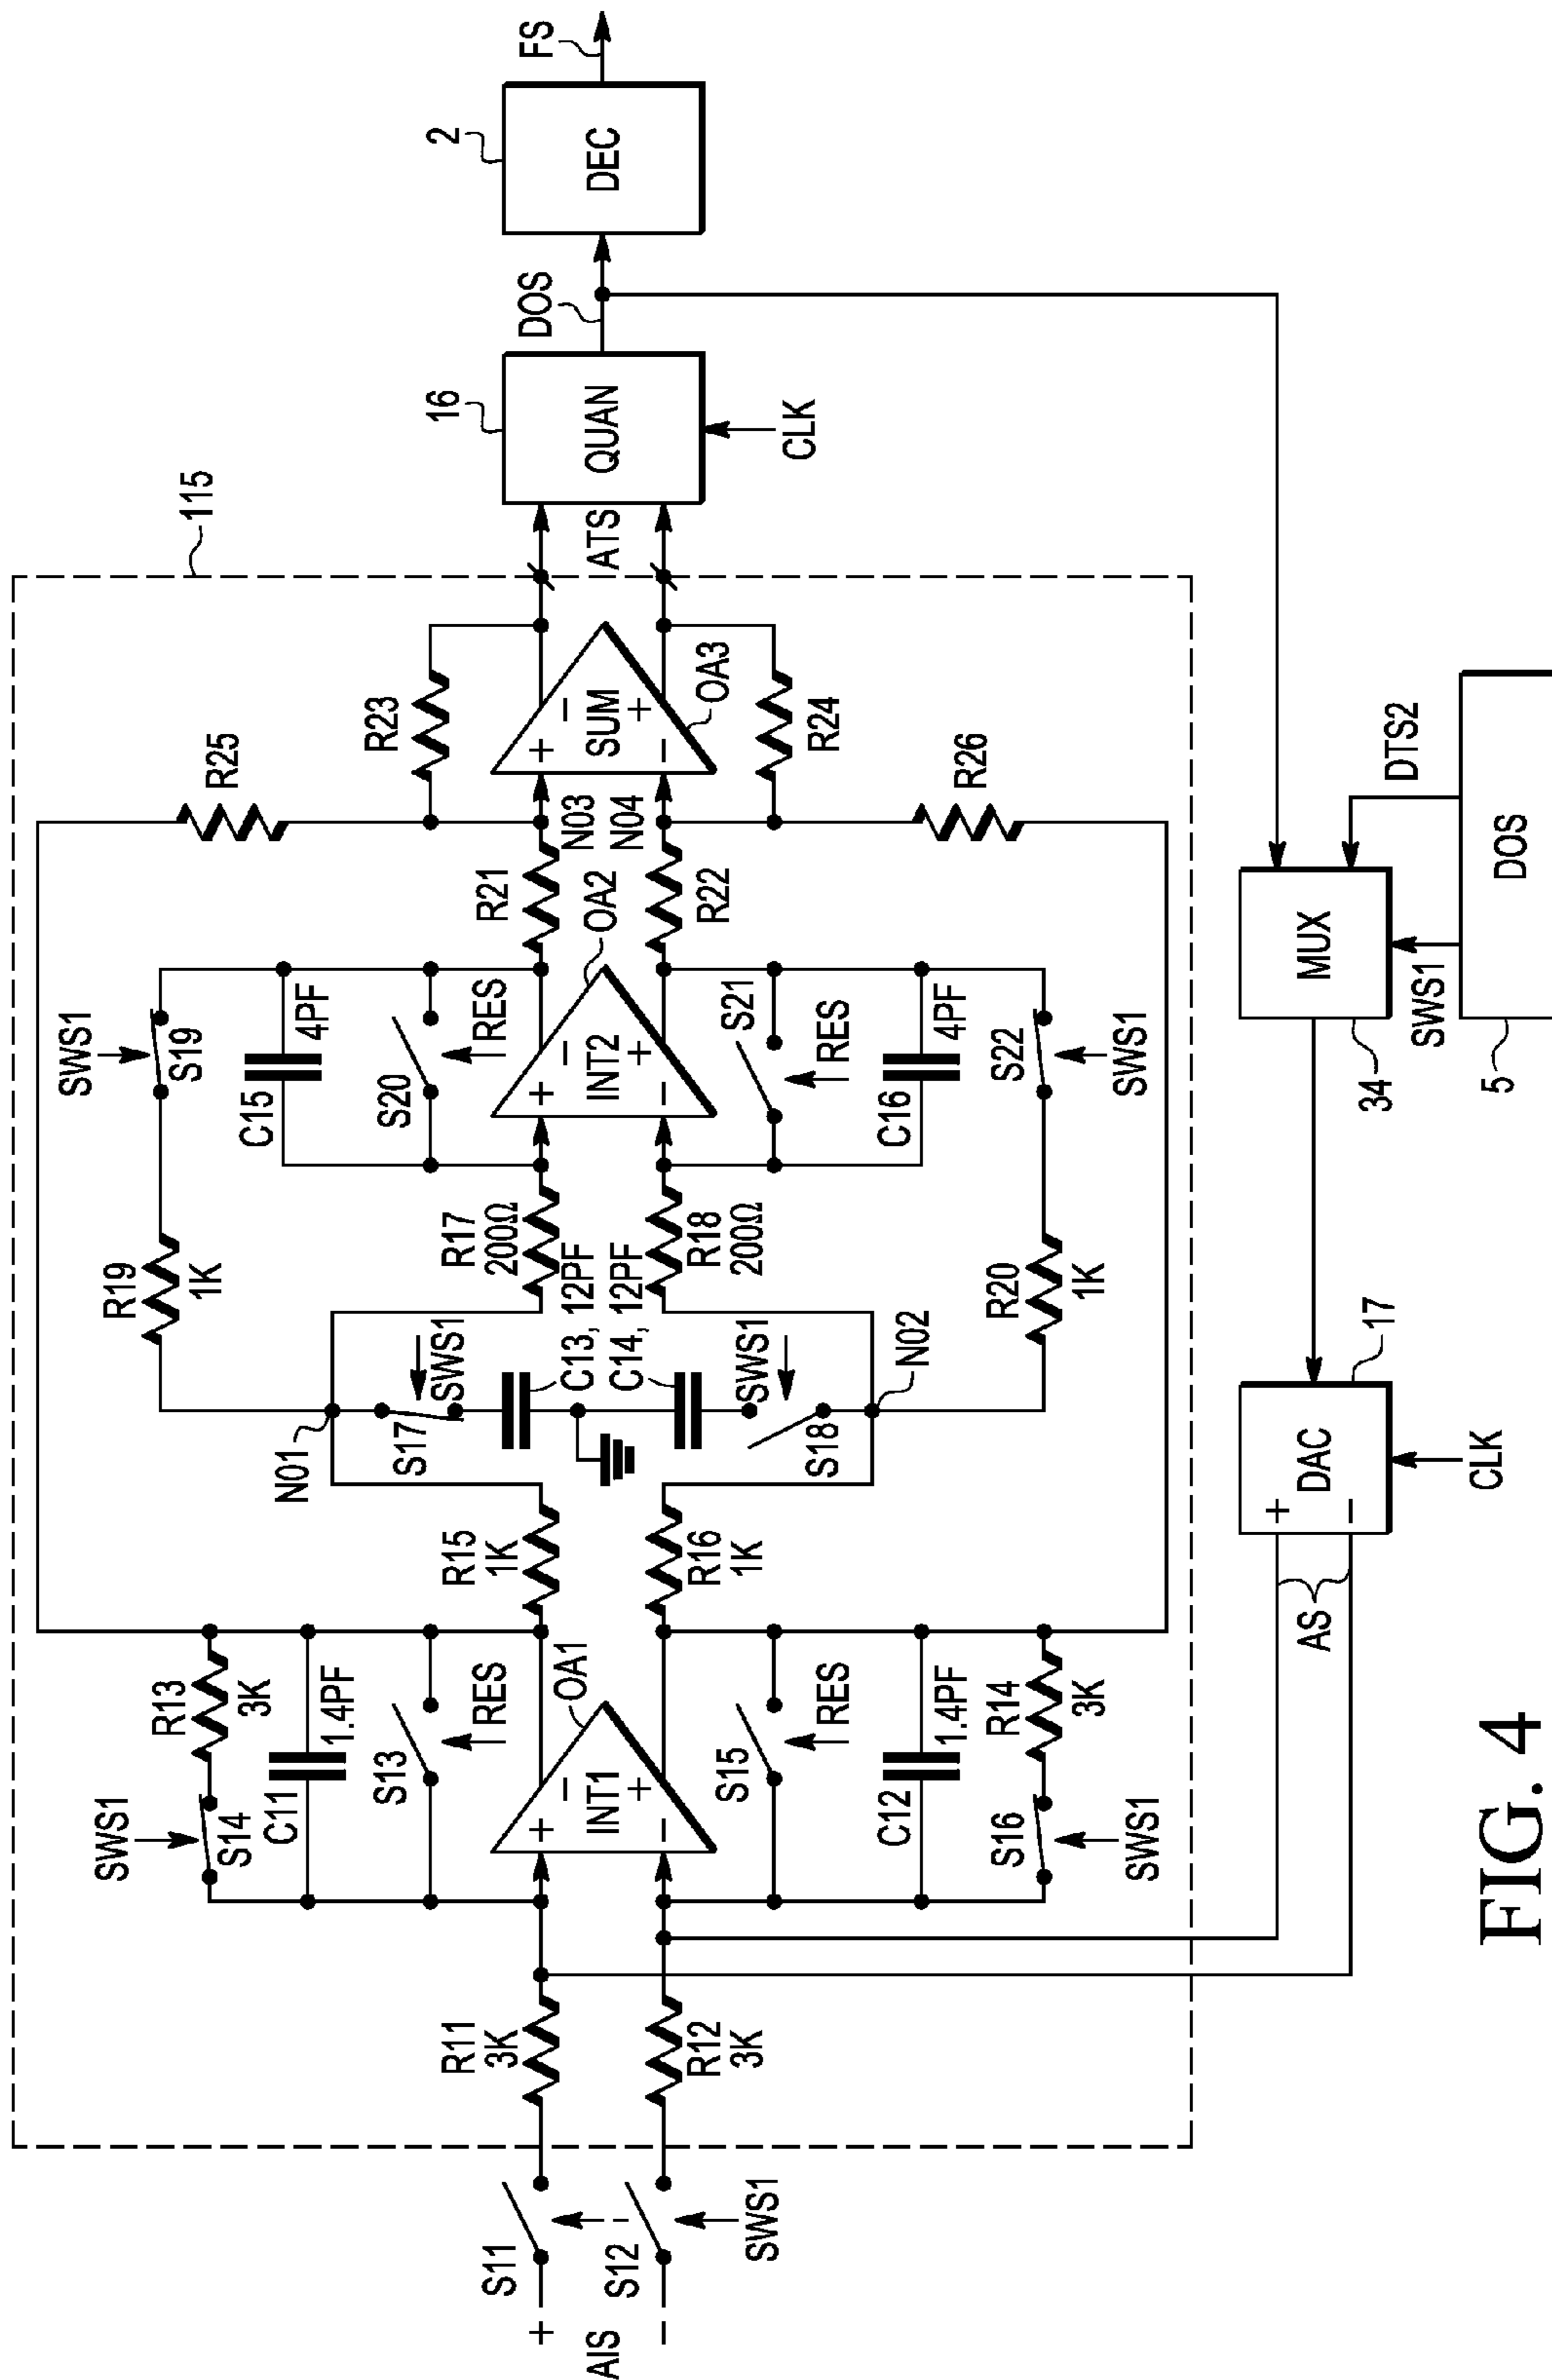 +
AIS
−
S11
S12
SWS1
R11
3K
R12
3K
SWS1
S14
R13
3K
C11
1.4PF
S13
RES
+
−
INT1
−
+
OA1
S15
RES
C12
1.4PF
S16
R14
3K
SWS1
R15
1K
R16
1K
N01
S17
SWS1
C13, 12PF
C14, 12PF
SWS1
S18
N02
R19
1K
SWS1
S19
R17
200Ω
R18
200Ω
R20
1K
C15
4PF
S20
RES
+
−
INT2
−
+
OA2
S21
RES
C16
4PF
S22
SWS1
R21
R22
N03
N04
R25
R23
+
−
SUM
−
+
OA3
R24
R26
115
ATS
16
QUAN
CLK
DOS
2
DEC
FS
AS
+
−
DAC
17
CLK
MUX
34
SWS1
DTS2
DOS
5
FIG. 4